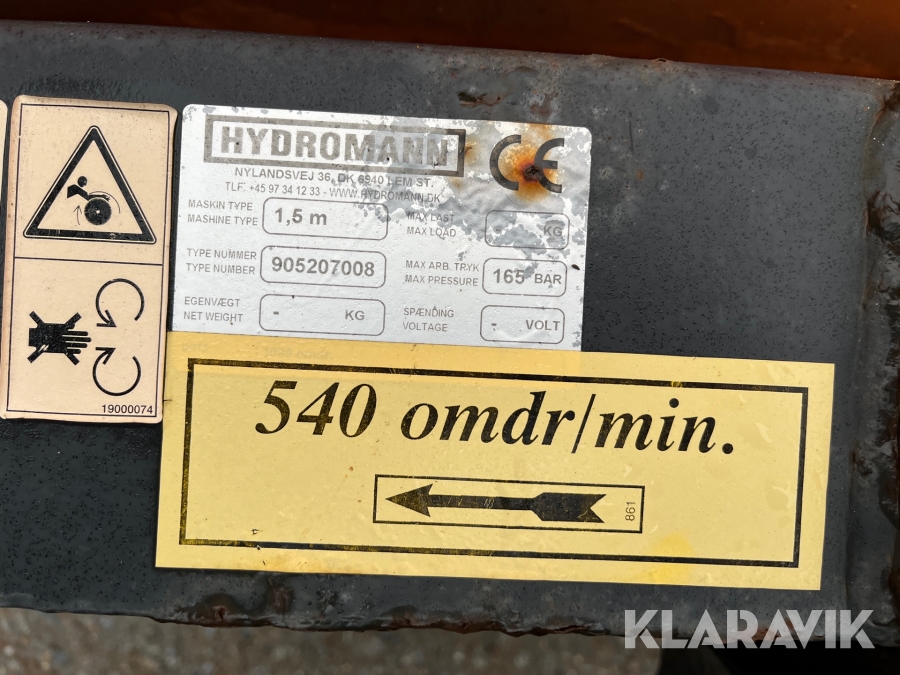 HYDROMANN
CE
NYLANDSVEJ 36, DK 6940 LEM ST.
TLF. +45 97 34 12 33 - WWW.HYDROMANN.DK
MASKIN TYPE
MASHINE TYPE
1,5 m
MAX LAST
MAX LOAD
- KG
TYPE NUMMER
TYPE NUMBER
905207008
MAX ARB. TRYK
MAX PRESSURE
165 BAR
EGENVÆGT
NET WEIGHT
- KG
SPÆNDING
VOLTAGE
- VOLT
19000074
540 omdr/min.
861
KLARAVIK